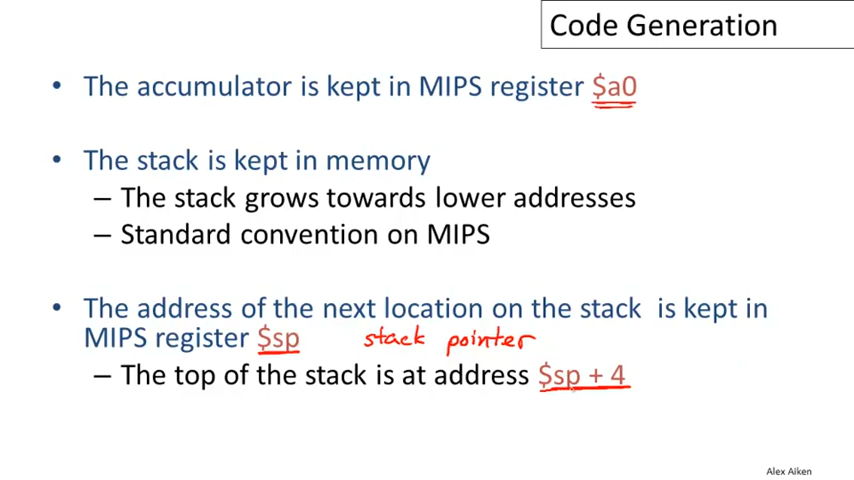 Code Generation
• The accumulator is kept in MIPS register $a0
• The stack is kept in memory
– The stack grows towards lower addresses
– Standard convention on MIPS
• The address of the next location on the stack is kept in
MIPS register $sp stack pointer
– The top of the stack is at address $sp + 4
Alex Aiken